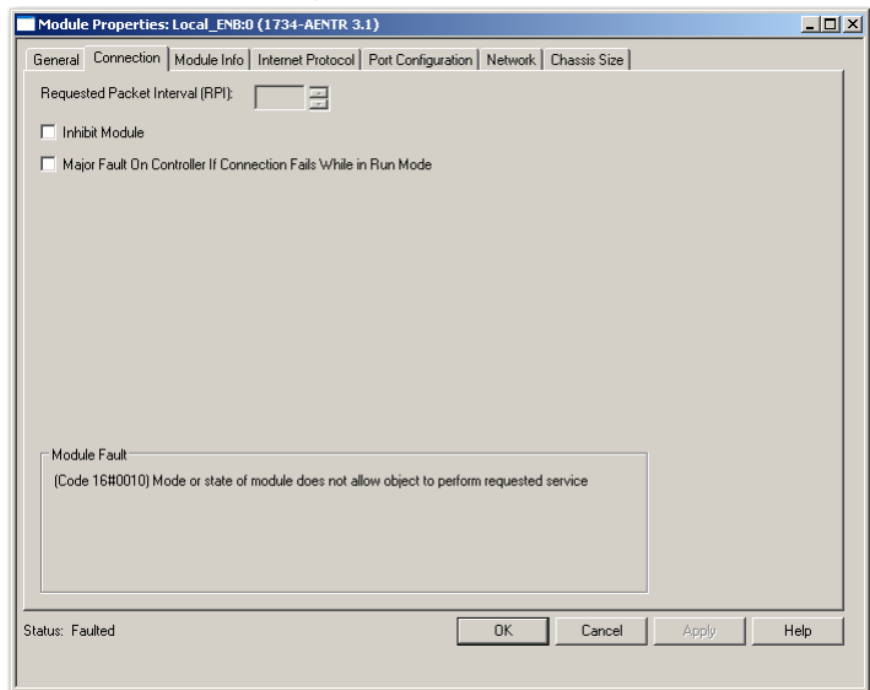 Module Properties: Local_ENB:0 (1734-AENTR 3.1)
General Connection Module Info Internet Protocol Port Configuration Network Chassis Size
Requested Packet Interval (RPI):
Inhibit Module
Major Fault On Controller If Connection Fails While in Run Mode
Module Fault
(Code 16#0010) Mode or state of module does not allow object to perform requested service
Status: Faulted OK Cancel Apply Help